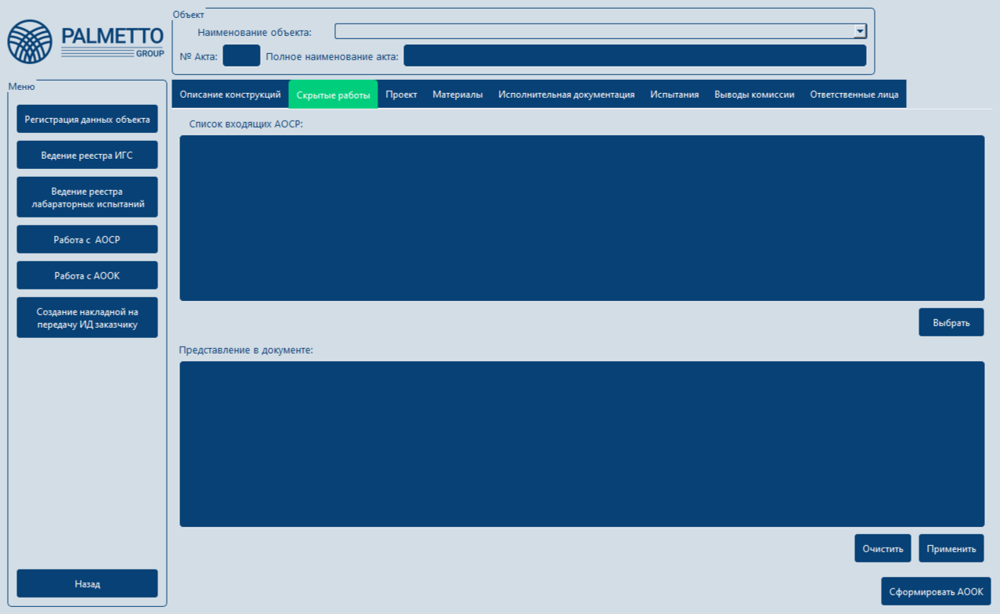 PALMETTO
GROUP
Объект
Наименование объекта:
№ Акта:
Полное наименование акта:
Меню
Регистрация данных объекта
Ведение реестра ИГС
Ведение реестра
лабараторных испытаний
Работа с  АОСР
Работа с АООК
Создание накладной на
передачу ИД заказчику
Назад
Описание конструкций
Скрытые работы
Проект
Материалы
Исполнительная документация
Испытания
Выводы комиссии
Ответственные лица
Список входящих АОСР:
Выбрать
Представление в документе:
Очистить
Применить
Сформировать АООК